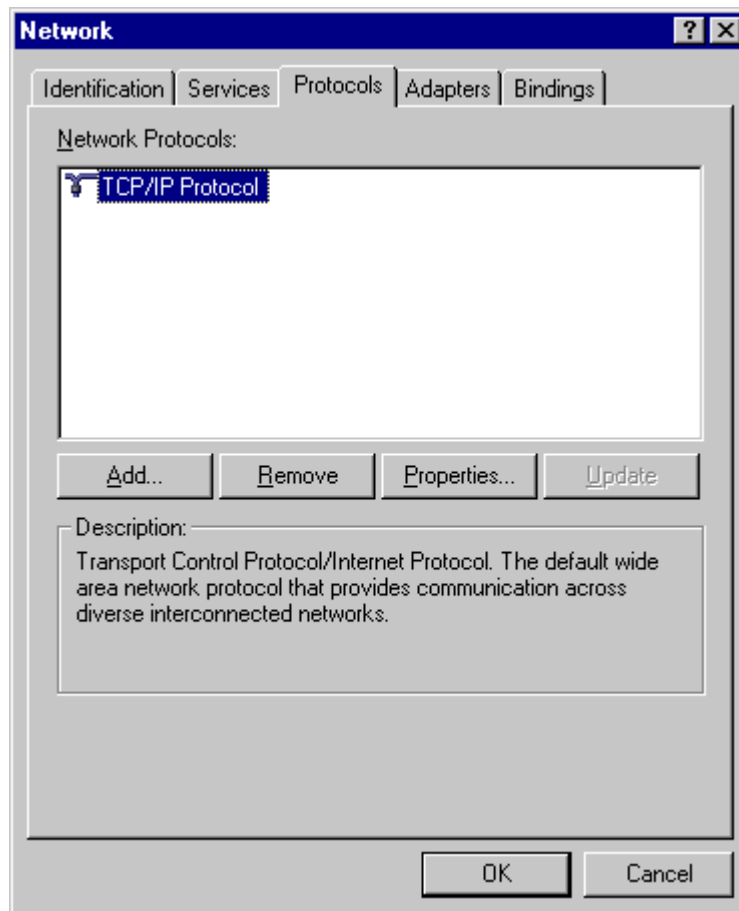 Network
Identification Services Protocols Adapters Bindings
Network Protocols:
TCP/IP Protocol
Add... Remove Properties... Update
Description:
Transport Control Protocol/Internet Protocol. The default wide
area network protocol that provides communication across
diverse interconnected networks.
OK Cancel